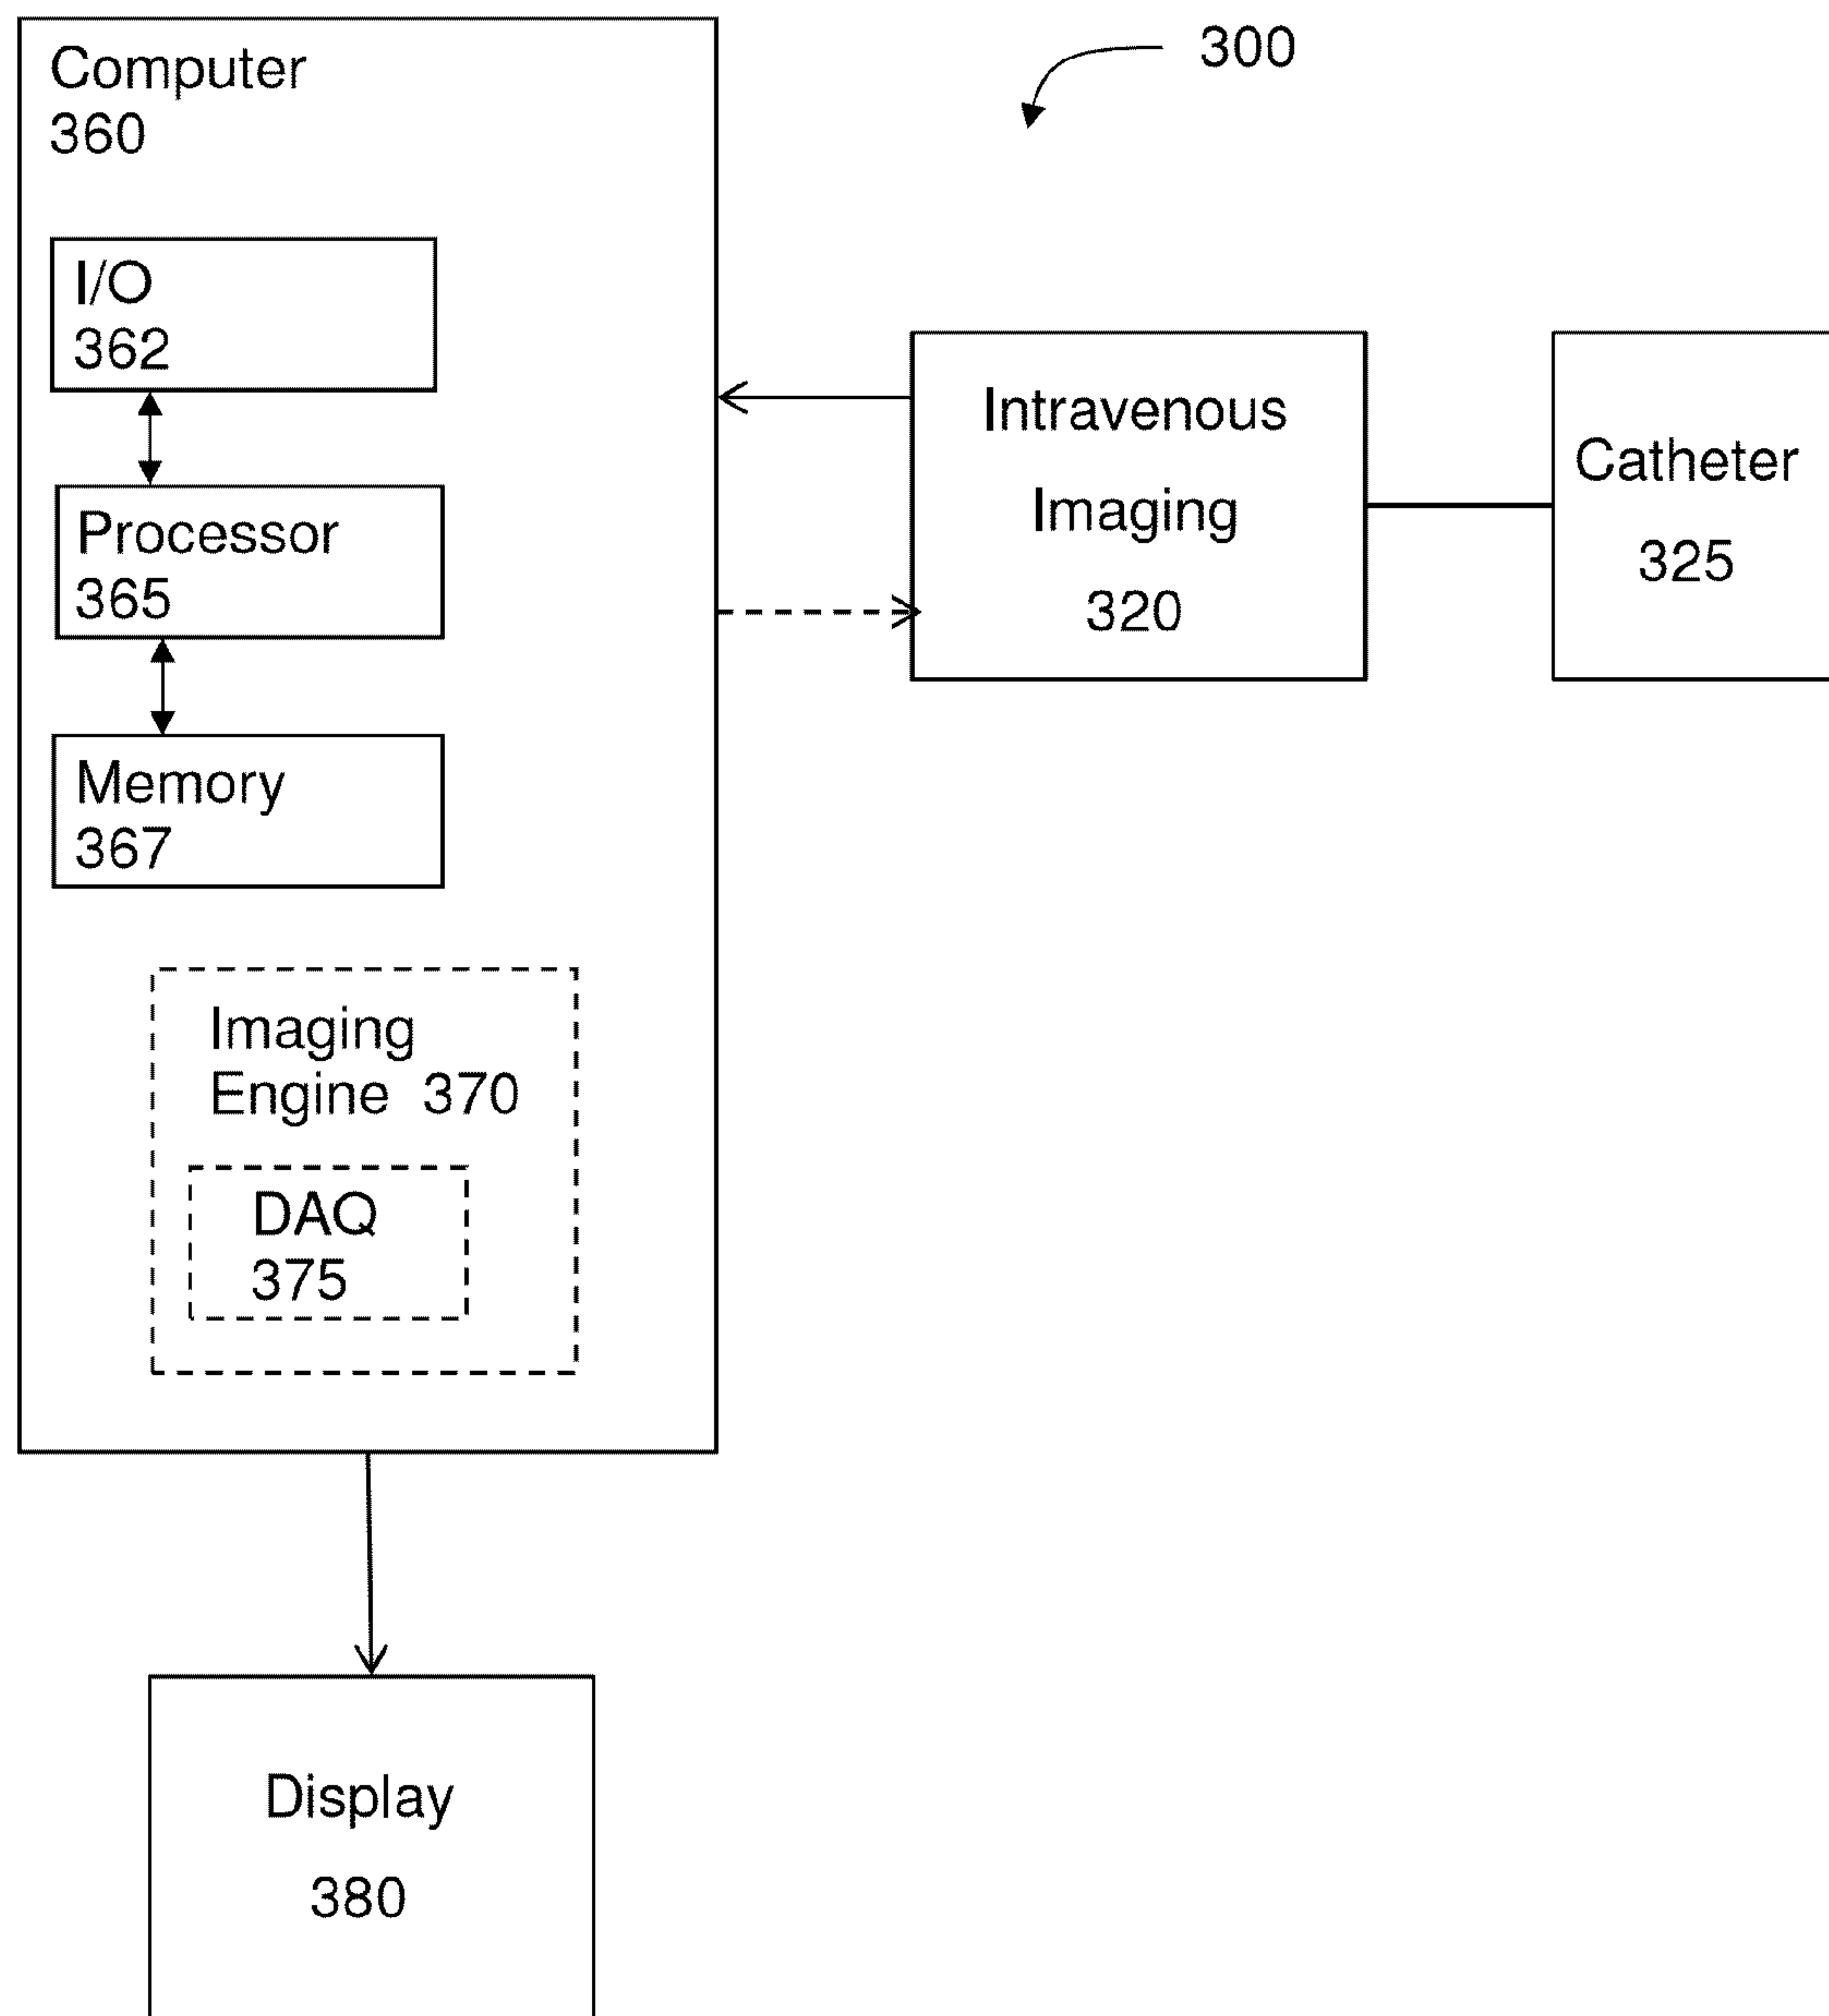 Computer
360
300
I/O
362
Processor
365
Memory
367
Imaging
Engine 370
DAQ
375
Intravenous
Imaging
320
Catheter
325
Display
380